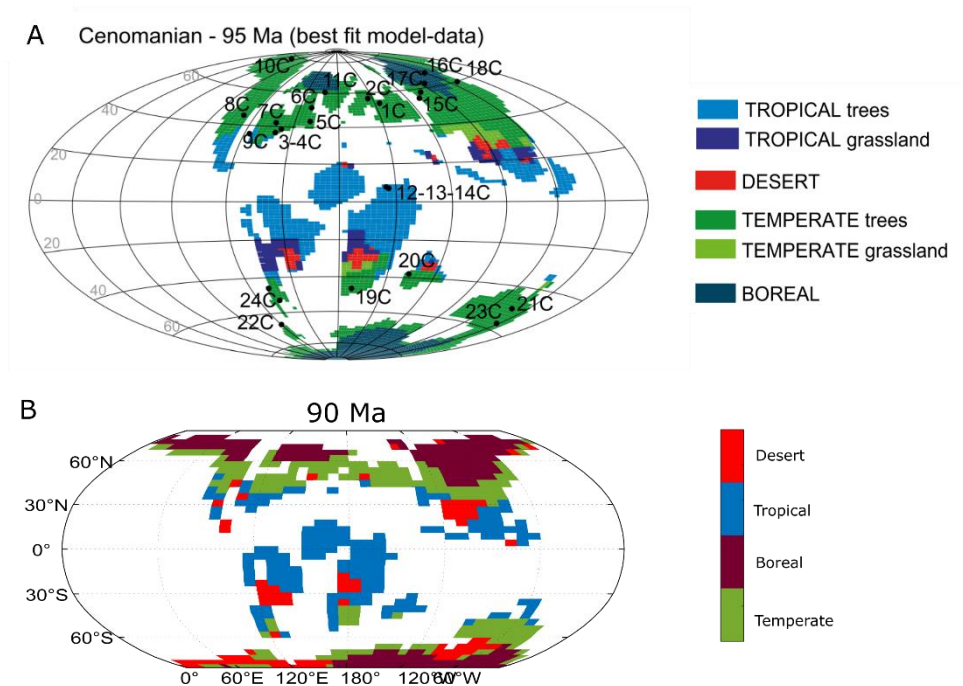 A
Cenomanian - 95 Ma (best fit model-data)
60
10C
16C
17C
18C
11C
2C
6C
8C
7C
1C
15C
40
5C
9C
3-4C
20
0
12-13-14C
20
20C
40
24C
19C
23C
21C
22C
60
TROPICAL trees
TROPICAL grassland
DESERT
TEMPERATE trees
TEMPERATE grassland
BOREAL
B
90 Ma
60°N
30°N
0°
30°S
60°S
0°
60°E
120°E
180°
120°W
60°W
Desert
Tropical
Boreal
Temperate